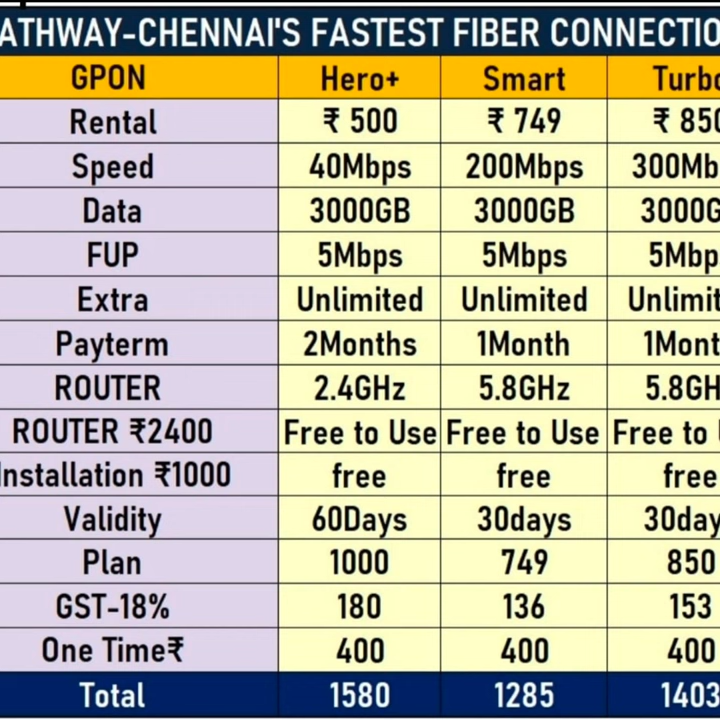 ATHWAY-CHENNAI'S FASTEST FIBER CONNECTIO
GPON Hero+ Smart Turbo
Rental ₹ 500 ₹ 749 ₹ 850
Speed 40Mbps 200Mbps 300Mb
Data 3000GB 3000GB 3000G
FUP 5Mbps 5Mbps 5Mbp
Extra Unlimited Unlimited Unlimit
Payterm 2Months 1Month 1Mont
ROUTER 2.4GHz 5.8GHz 5.8GH
ROUTER ₹2400 Free to Use Free to Use Free to
Installation ₹1000 free free free
Validity 60Days 30days 30day
Plan 1000 749 850
GST-18% 180 136 153
One Time₹ 400 400 400
Total 1580 1285 1403